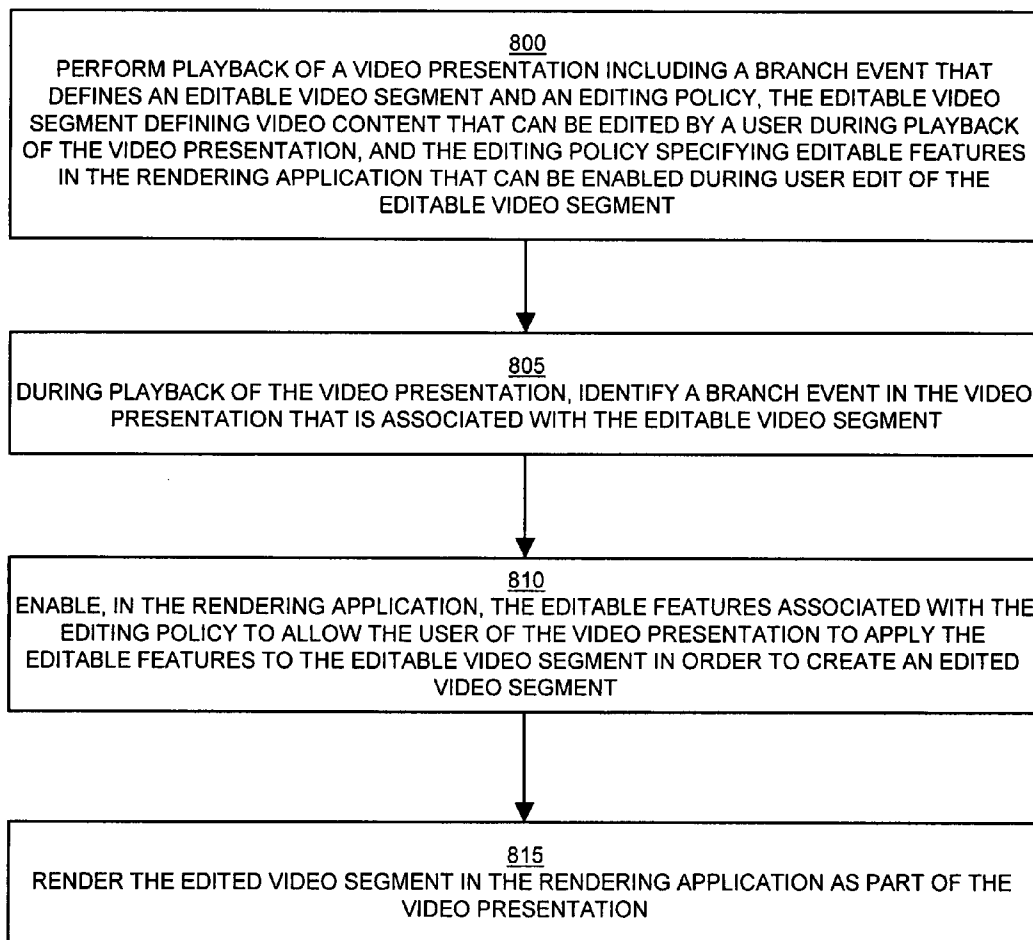 800
PERFORM PLAYBACK OF A VIDEO PRESENTATION INCLUDING A BRANCH EVENT THAT
DEFINES AN EDITABLE VIDEO SEGMENT AND AN EDITING POLICY, THE EDITABLE VIDEO
SEGMENT DEFINING VIDEO CONTENT THAT CAN BE EDITED BY A USER DURING PLAYBACK
OF THE VIDEO PRESENTATION, AND THE EDITING POLICY SPECIFYING EDITABLE FEATURES
IN THE RENDERING APPLICATION THAT CAN BE ENABLED DURING USER EDIT OF THE
EDITABLE VIDEO SEGMENT
805
DURING PLAYBACK OF THE VIDEO PRESENTATION, IDENTIFY A BRANCH EVENT IN THE VIDEO
PRESENTATION THAT IS ASSOCIATED WITH THE EDITABLE VIDEO SEGMENT
810
ENABLE, IN THE RENDERING APPLICATION, THE EDITABLE FEATURES ASSOCIATED WITH THE
EDITING POLICY TO ALLOW THE USER OF THE VIDEO PRESENTATION TO APPLY THE
EDITABLE FEATURES TO THE EDITABLE VIDEO SEGMENT IN ORDER TO CREATE AN EDITED
VIDEO SEGMENT
815
RENDER THE EDITED VIDEO SEGMENT IN THE RENDERING APPLICATION AS PART OF THE
VIDEO PRESENTATION